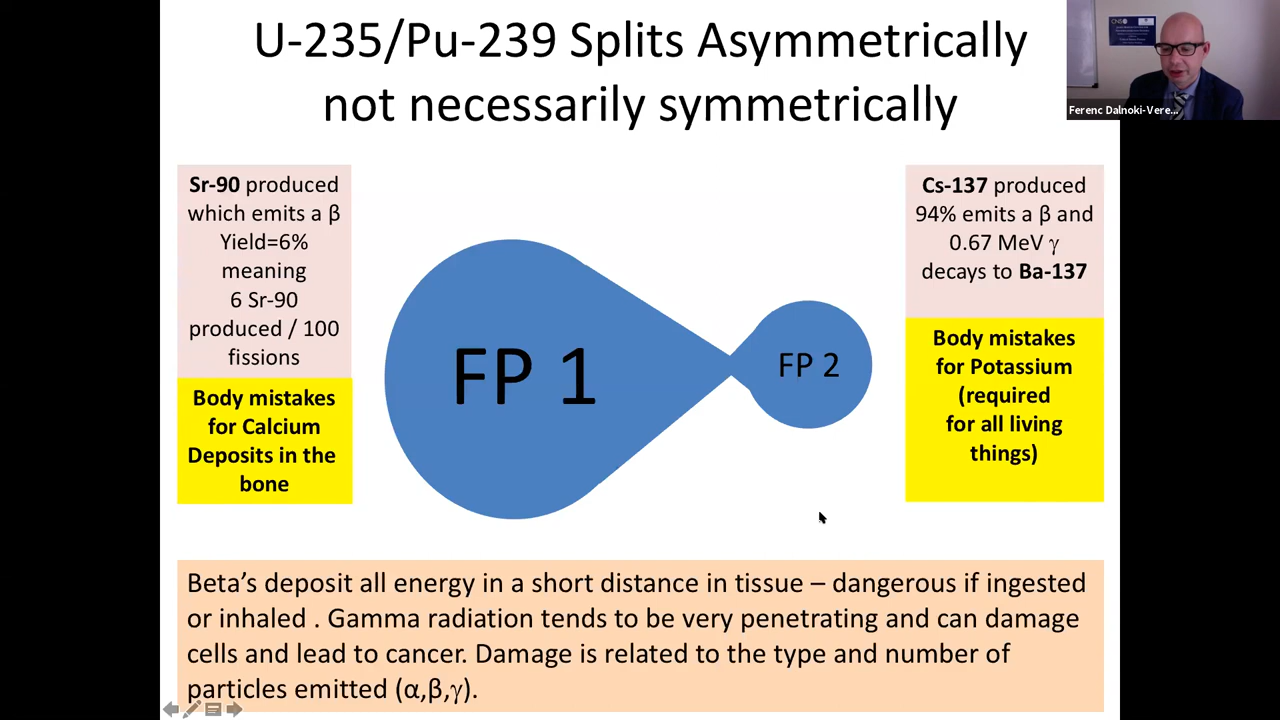 U-235/Pu-239 Splits Asymmetrically
not necessarily symmetrically
Ferenc Dalnoki-Vere...
Sr-90 produced
which emits a β
Yield=6%
meaning
6 Sr-90
produced / 100
fissions
Body mistakes
for Calcium
Deposits in the
bone
FP 1
FP 2
Cs-137 produced
94% emits a β and
0.67 MeV γ
decays to Ba-137
Body mistakes
for Potassium
(required
for all living
things)
Beta’s deposit all energy in a short distance in tissue – dangerous if ingested
or inhaled . Gamma radiation tends to be very penetrating and can damage
cells and lead to cancer. Damage is related to the type and number of
particles emitted (α,β,γ).